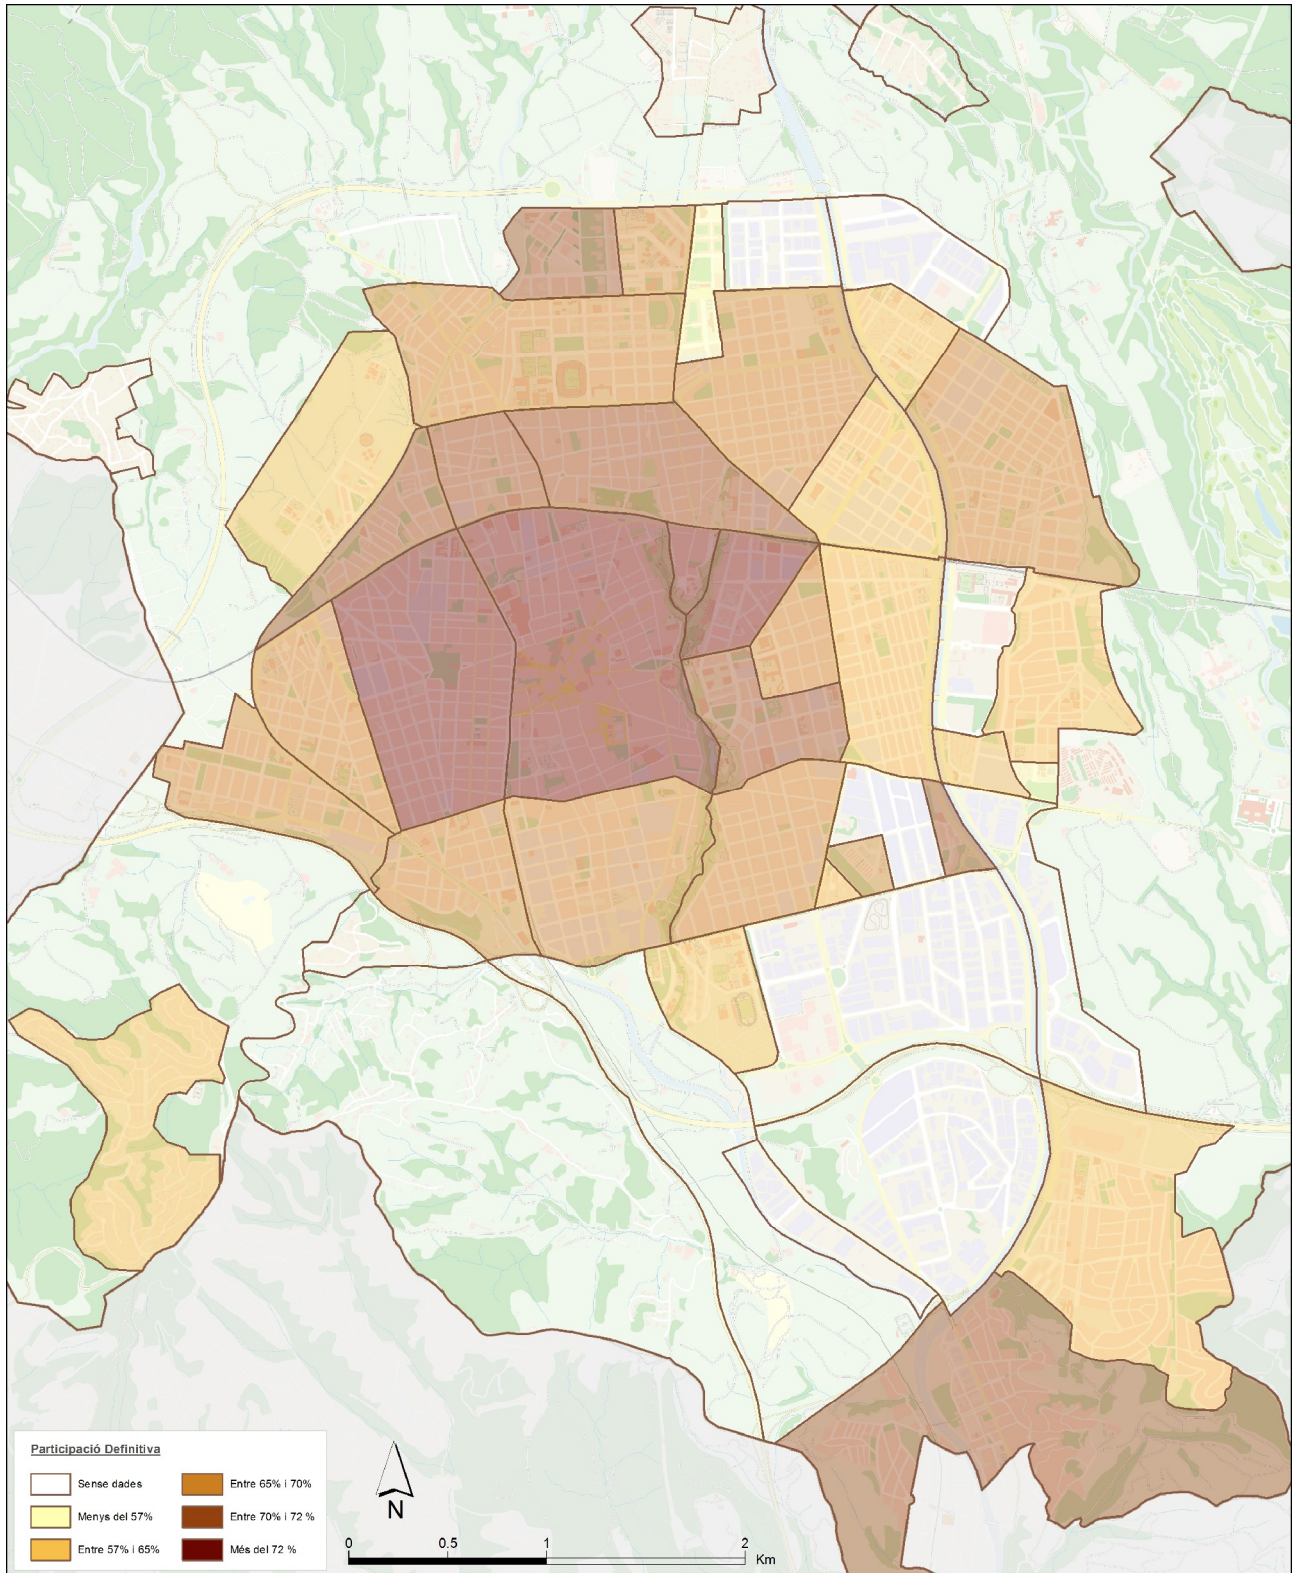 Participació Definitiva
Sense dades
Entre 65% i 70%
Menys del 57%
Entre 70% i 72 %
Entre 57% i 65%
Més del 72 %
N
0 0.5 1 2
Km